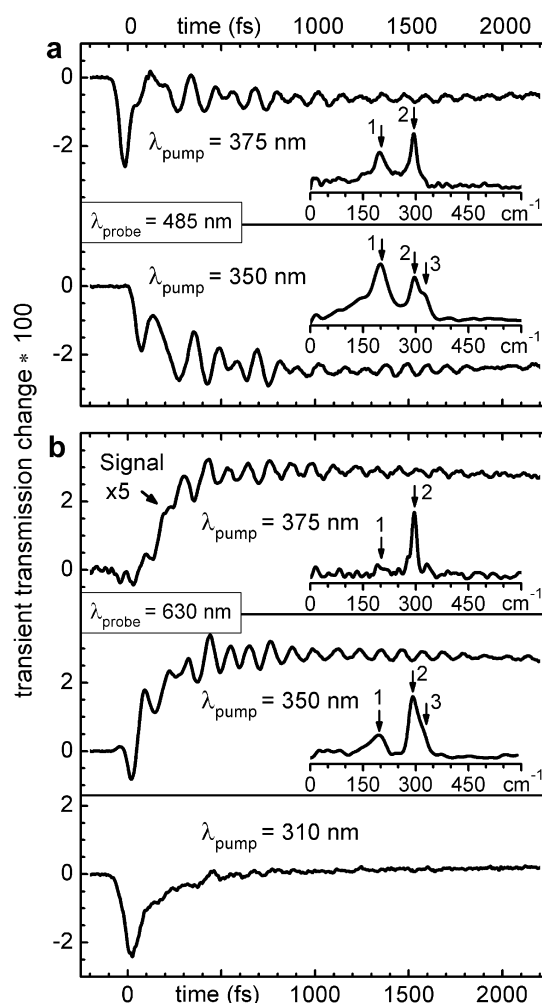 0 time (fs) 1000 1500 2000
a
0
-2
λpump = 375 nm
1 2
0 150 300 450 cm-1
λprobe = 485 nm
0
-2
λpump = 350 nm
1 2 3
0 150 300 450 cm-1
transient transmission change * 100
b
Signal
x5
2
0
λpump = 375 nm
1 2
0 150 300 450 cm-1
λprobe = 630 nm
2
0
λpump = 350 nm
1 2 3
0 150 300 450 cm-1
2
0
-2
λpump = 310 nm
0 time (fs) 1000 1500 2000